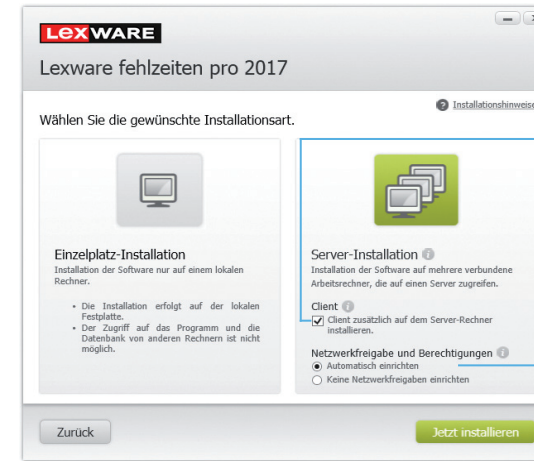 LEXWARE
Lexware fehlzeiten pro 2017
Installationshinweise
Wählen Sie die gewünschte Installationsart.
Einzelplatz-Installation
Installation der Software nur auf einem lokalen
Rechner.
• Die Installation erfolgt auf der lokalen
Festplatte.
• Der Zugriff auf das Programm und die
Datenbank von anderen Rechnern ist nicht
möglich.
Server-Installation
Installation der Software auf mehrere verbundene
Arbeitsrechner, die auf einen Server zugreifen.
Client
Client zusätzlich auf dem Server-Rechner
installieren.
Netzwerkfreigabe und Berechtigungen
Automatisch einrichten
Keine Netzwerkfreigaben einrichten
Zurück
Jetzt installieren